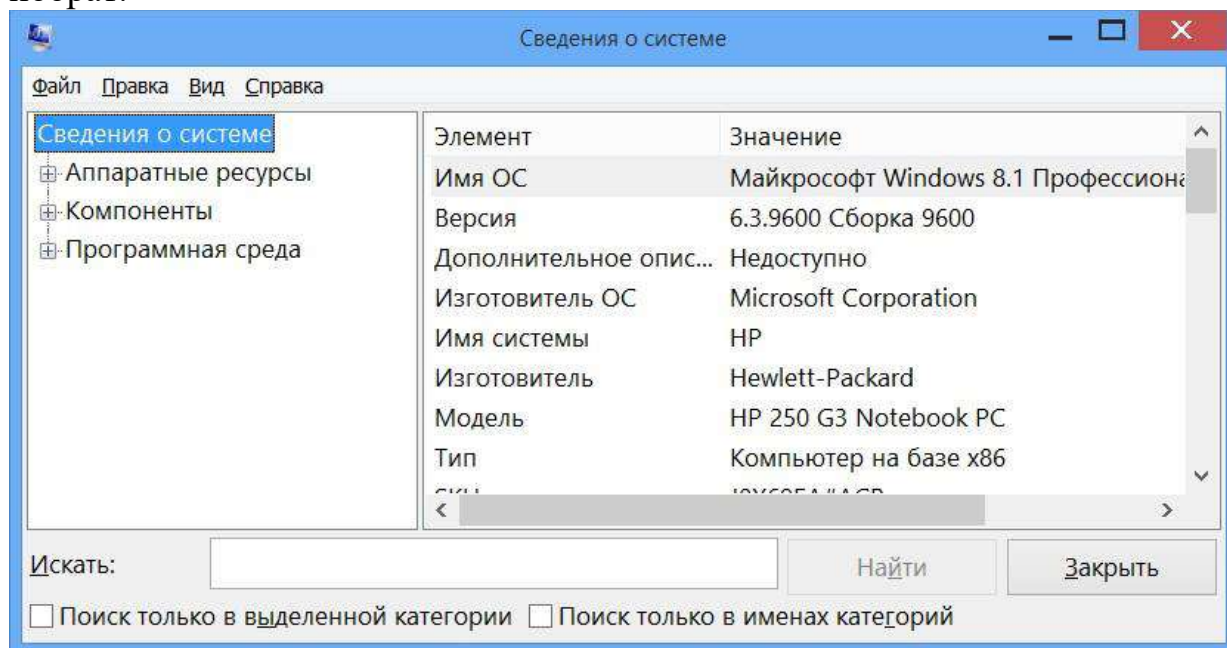 Сведения о системе
Файл Правка Вид Справка
Сведения о системе
Аппаратные ресурсы
Компоненты
Программная среда
Элемент Значение
Имя ОС Майкрософт Windows 8.1 Профессиона
Версия 6.3.9600 Сборка 9600
Дополнительное опис... Недоступно
Изготовитель ОС Microsoft Corporation
Имя системы HP
Изготовитель Hewlett-Packard
Модель HP 250 G3 Notebook PC
Тип Компьютер на базе x86
Искать: Найти Закрыть
Поиск только в выделенной категории Поиск только в именах категорий